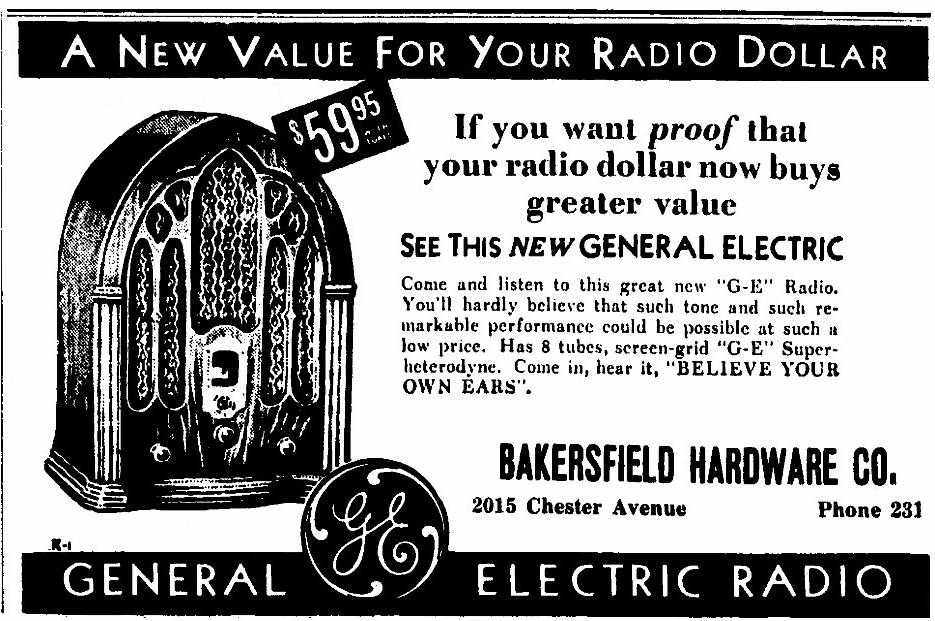 A NEW VALUE FOR YOUR RADIO DOLLAR
$59.95
If you want proof that
your radio dollar now buys
greater value
SEE THIS NEW GENERAL ELECTRIC
Come and listen to this great new "G-E" Radio.
You'll hardly believe that such tone and such re-
markable performance could be possible at such a
low price. Has 8 tubes, screen-grid "G-E" Super-
heterodyne. Come in, hear it, "BELIEVE YOUR
OWN EARS".
BAKERSFIELD HARDWARE CO.
2015 Chester Avenue Phone 231
K-1
GE
GENERAL ELECTRIC RADIO